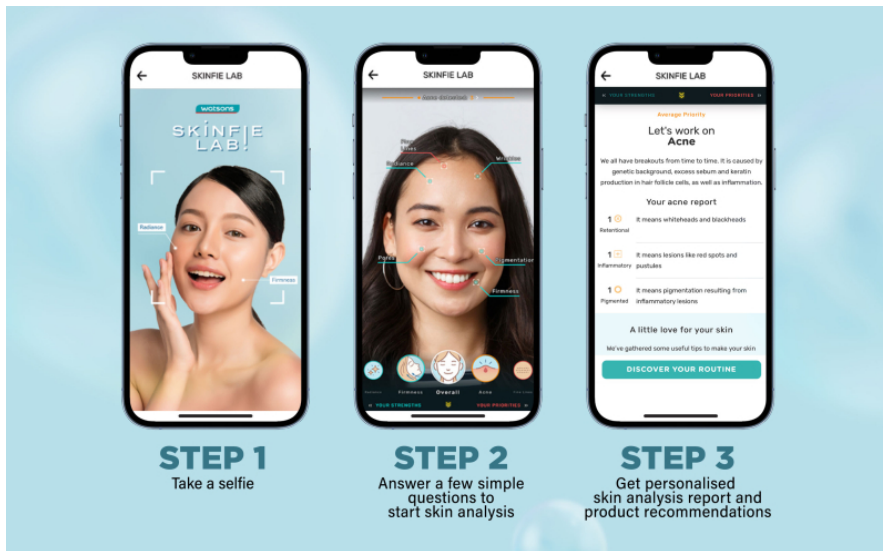 SKINFIE LAB
watsons
SKINFIE
LAB!
Radiance
Firmness
STEP 1
Take a selfie
SKINFIE LAB
Acne detected
Fine
Lines
Wrinkles
Radiance
Pores
Pigmentation
Firmness
Firmness
Overall
Acne
YOUR STRENGTHS
YOUR PRIORITIES
STEP 2
Answer a few simple
questions to
start skin analysis
SKINFIE LAB
YOUR STRENGTHS
YOUR PRIORITIES
Average Priority
Let's work on
Acne
We all have breakouts from time to time. It is caused by
genetic background, excess sebum and keratin
production in hair follicle cells, as well as inflammation.
Your acne report
1
Retentional
It means whiteheads and blackheads
1
Inflammatory
It means lesions like red spots and
pustules
1
Pigmented
It means pigmentation resulting from
inflammatory lesions
A little love for your skin
We've gathered some useful tips to make your skin
DISCOVER YOUR ROUTINE
STEP 3
Get personalised
skin analysis report and
product recommendations